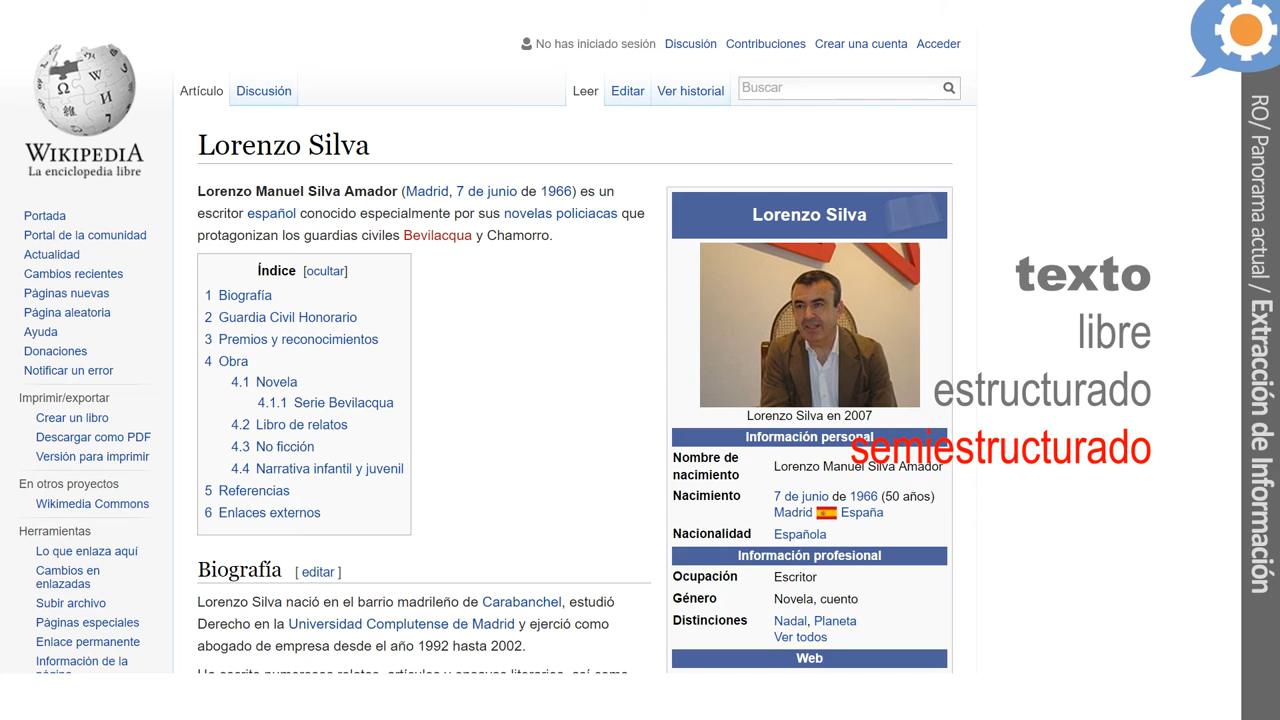 No has iniciado sesión Discusión Contribuciones Crear una cuenta Acceder
Artículo Discusión Leer Editar Ver historial Buscar
WIKIPEDIA
La enciclopedia libre
Portada
Portal de la comunidad
Actualidad
Cambios recientes
Páginas nuevas
Página aleatoria
Ayuda
Donaciones
Notificar un error
Imprimir/exportar
Crear un libro
Descargar como PDF
Versión para imprimir
En otros proyectos
Wikimedia Commons
Herramientas
Lo que enlaza aquí
Cambios en
enlazadas
Subir archivo
Páginas especiales
Enlace permanente
Información de la
página
Lorenzo Silva
Lorenzo Manuel Silva Amador (Madrid, 7 de junio de 1966) es un
escritor español conocido especialmente por sus novelas policiacas que
protagonizan los guardias civiles Bevilacqua y Chamorro.
Índice [ocultar]
1 Biografía
2 Guardia Civil Honorario
3 Premios y reconocimientos
4 Obra
4.1 Novela
4.1.1 Serie Bevilacqua
4.2 Libro de relatos
4.3 No ficción
4.4 Narrativa infantil y juvenil
5 Referencias
6 Enlaces externos
Biografía [ editar ]
Lorenzo Silva nació en el barrio madrileño de Carabanchel, estudió
Derecho en la Universidad Complutense de Madrid y ejerció como
abogado de empresa desde el año 1992 hasta 2002.
Ha escrito numerosos relatos, artículos y ensayos literarios, así como
Lorenzo Silva
Lorenzo Silva en 2007
Información personal
Nombre de
nacimiento
Lorenzo Manuel Silva Amador
Nacimiento 7 de junio de 1966 (50 años)
Madrid España
Nacionalidad Española
Información profesional
Ocupación Escritor
Género Novela, cuento
Distinciones Nadal, Planeta
Ver todos
Web
texto
libre
estructurado
semiestructurado
RO/ Panorama actual / Extracción de Información